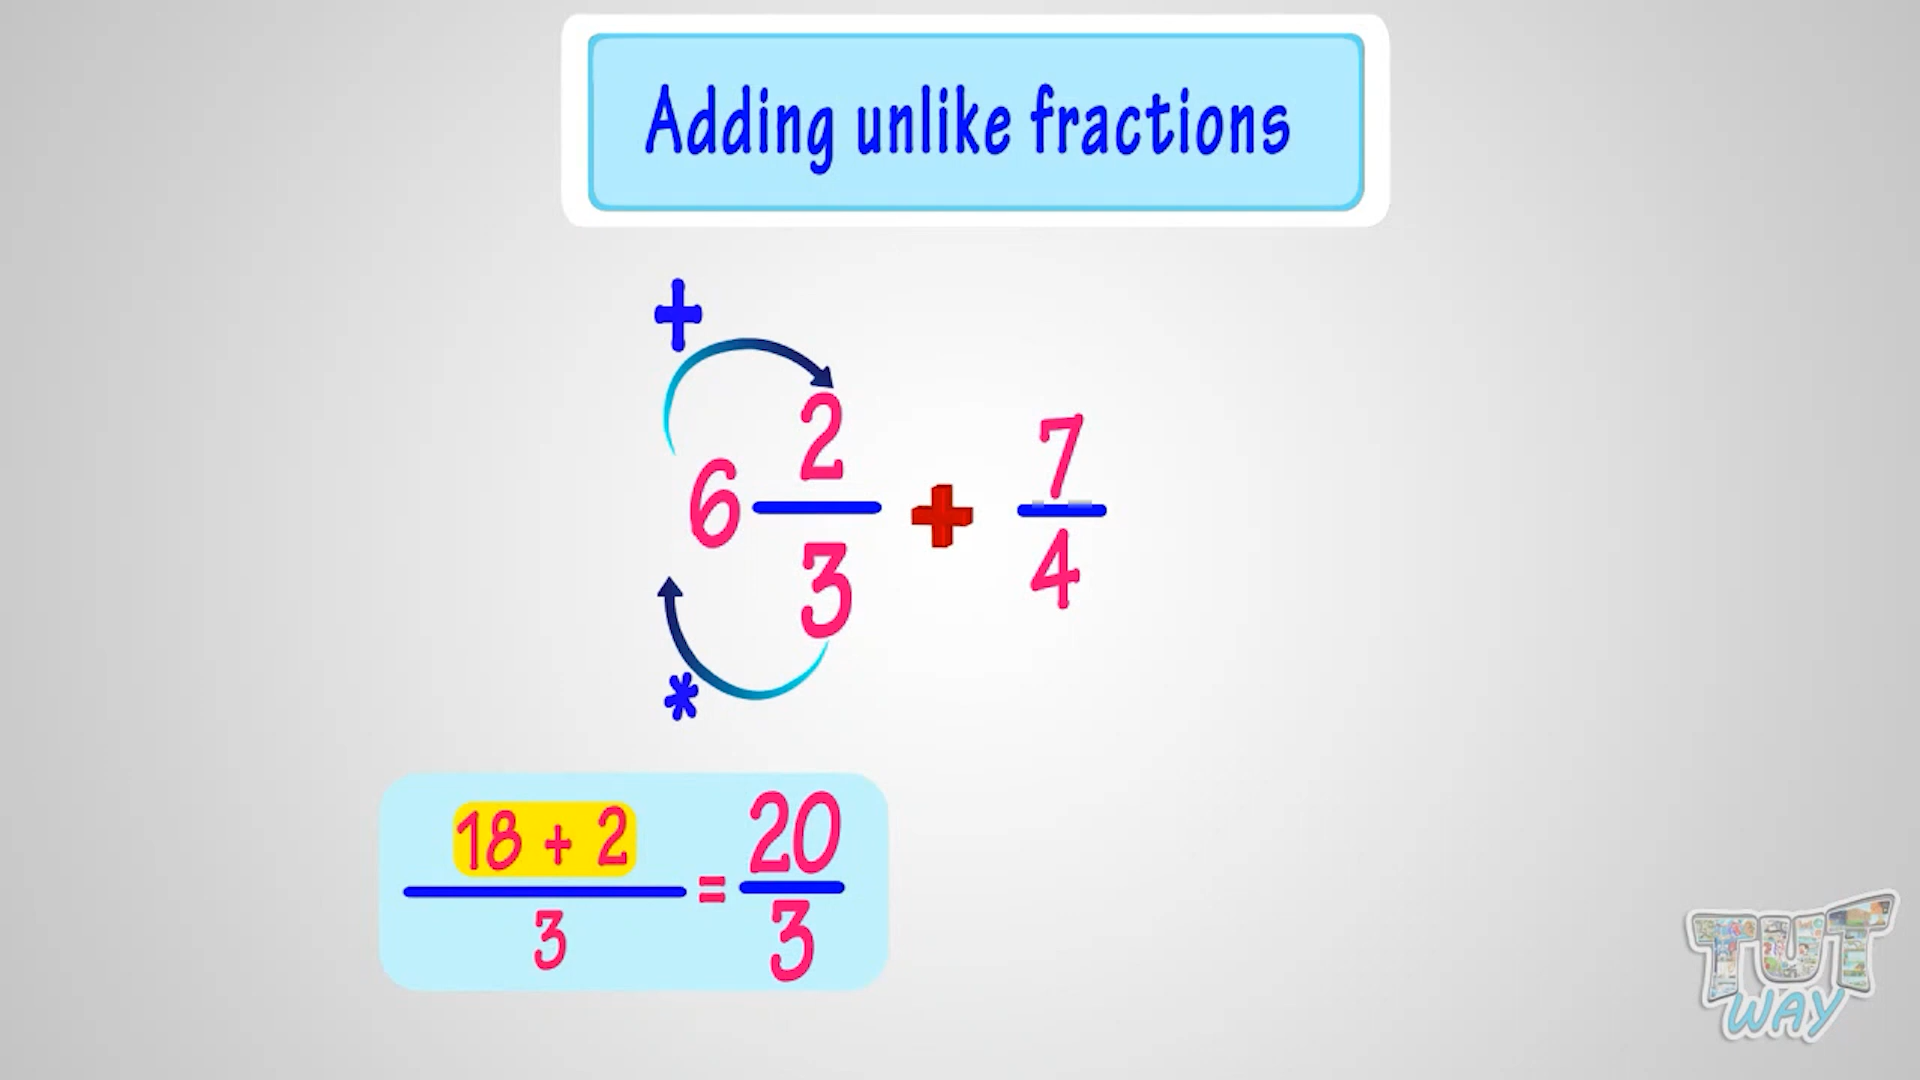 Adding unlike fractions
+
6 2/3 + 7/4
*
18 + 2 / 3 = 20/3
TUT
WAY